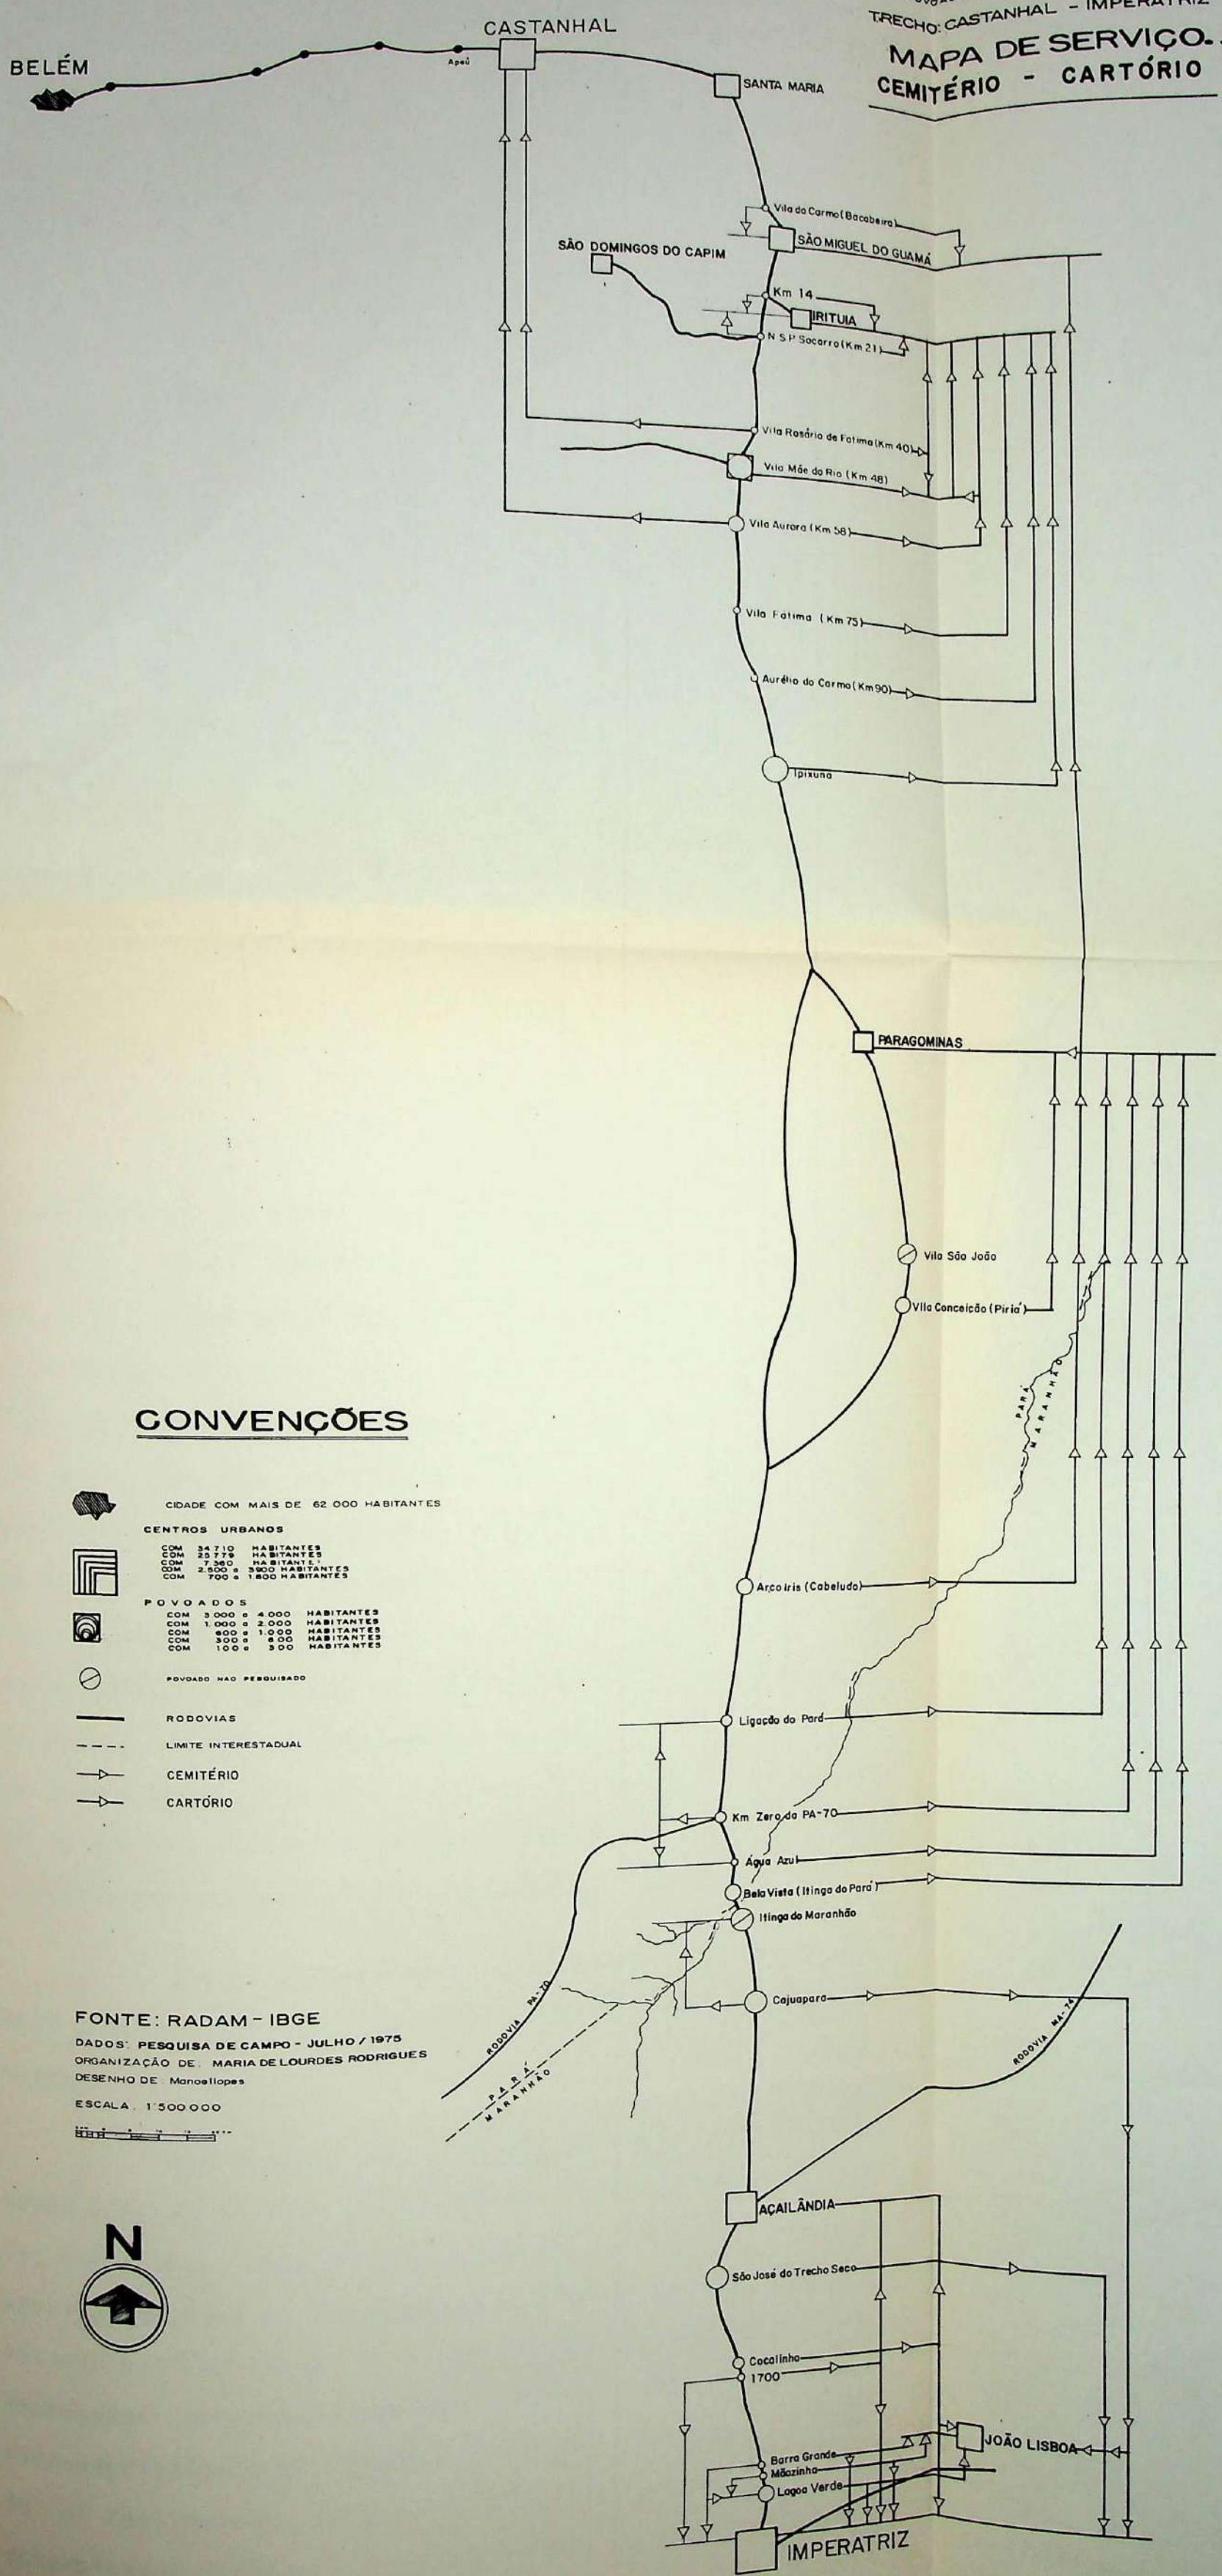 TRECHO: CASTANHAL - IMPERATRIZ
MAPA DE SERVIÇO
CEMITÉRIO - CARTÓRIO
CASTANHAL
BELÉM
Apeú
SANTA MARIA
Vila do Carmo (Bacabeira)
SÃO MIGUEL DO GUAMÁ
SÃO DOMINGOS DO CAPIM
Km 14
IRITUIA
N S P Socorro (Km 21)
Vila Rosário de Fatima (Km 40)
Vila Mãe do Rio (Km 48)
Vila Aurora (Km 58)
Vila Fátima (Km 75)
Aurélio do Carmo (Km 90)
Ipixuna
PARAGOMINAS
Vila São João
Vila Conceição (Piriá)
PARÁ
MARANHÃO
CONVENÇÕES
CIDADE COM MAIS DE 62 000 HABITANTES
CENTROS URBANOS
COM 34 710 HABITANTES
COM 25 779 HABITANTES
COM 7 360 HABITANTES
COM 2.500 a 3900 HABITANTES
COM 700 a 1800 HABITANTES
POVOADOS
COM 3 000 a 4.000 HABITANTES
COM 1.000 a 2.000 HABITANTES
COM 600 a 1.000 HABITANTES
COM 300 a 600 HABITANTES
COM 100 a 300 HABITANTES
POVOADO NAO PESQUISADO
RODOVIAS
LIMITE INTERESTADUAL
CEMITÉRIO
CARTÓRIO
Arco Iris (Cabeludo)
Ligação do Pará
Km Zero da PA-70
Água Azul
Bela Vista (Itinga do Pará)
Itinga do Maranhão
Cajuapara
RODOVIA PA-70
PARÁ
MARANHÃO
RODOVIA MA-74
FONTE: RADAM - IBGE
DADOS: PESQUISA DE CAMPO - JULHO / 1975
ORGANIZAÇÃO DE: MARIA DE LOURDES RODRIGUES
DESENHO DE: Manoellopes
ESCALA 1:500 000
N
AÇAILÂNDIA
São José do Trecho Seco
Cocalinho
1700
JOÃO LISBOA
Barra Grande
Mãozinha
Lagoa Verde
IMPERATRIZ